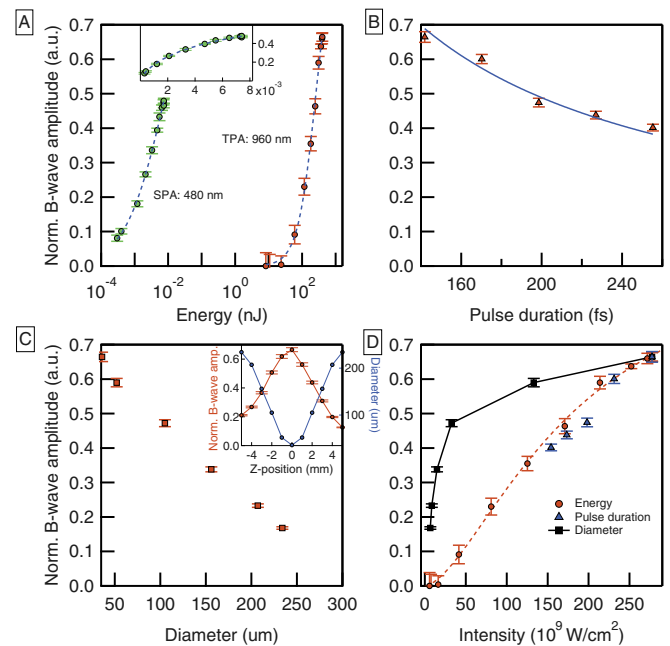 A
Norm. B-wave amplitude (a.u.)
0.7
0.6
0.5
0.4
0.3
0.2
0.1
0.0
0.4
0.2
0 2 4 6 8 x10⁻³
TPA: 960 nm
SPA: 480 nm
10⁻⁴ 10⁻² 10⁰ 10²
Energy (nJ)
B
0.7
0.6
0.5
0.4
0.3
0.2
0.1
0.0
160 200 240
Pulse duration (fs)
C
Norm. B-wave amplitude (a.u.)
0.7
0.6
0.5
0.4
0.3
0.2
0.1
0.0
Norm. B-wave amp.
0.6
0.4
0.2
0.0
200
100
Diameter (um)
-4 -2 0 2 4
Z-position (mm)
50 100 150 200 250 300
Diameter (um)
D
0.7
0.6
0.5
0.4
0.3
0.2
0.1
0.0
Energy
Pulse duration
Diameter
0 50 100 150 200 250
Intensity (10⁹ W/cm²)